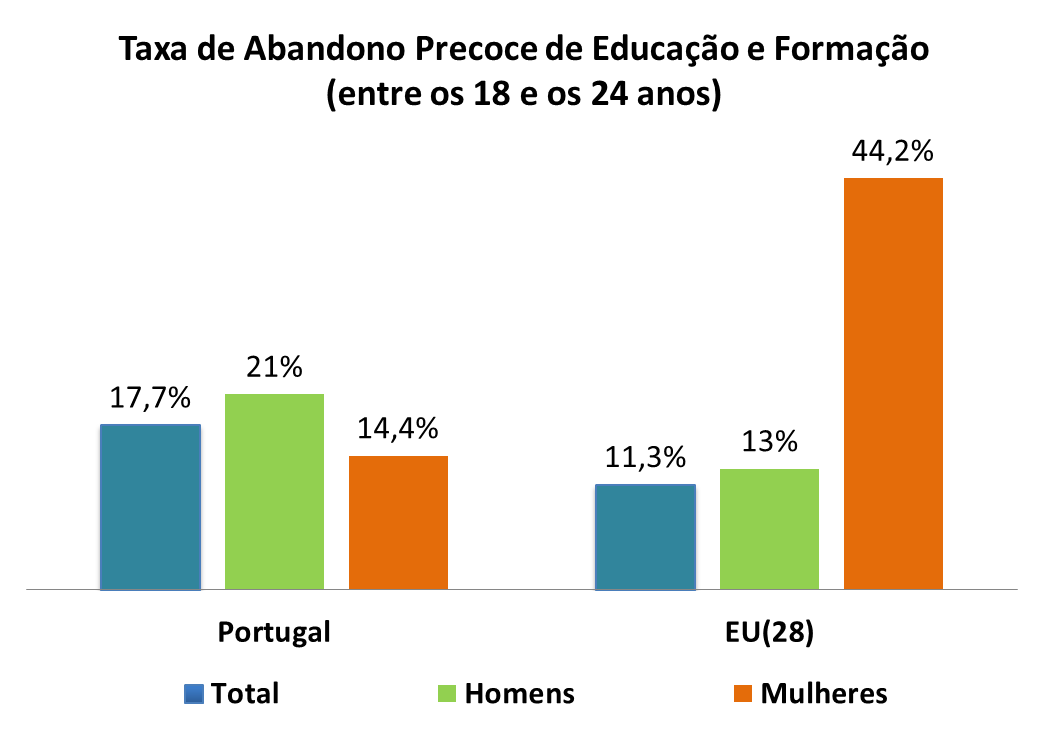 Taxa de Abandono Precoce de Educação e Formação
(entre os 18 e os 24 anos)
44,2%
21%
17,7%
14,4%
13%
11,3%
Portugal
EU(28)
Total
Homens
Mulheres